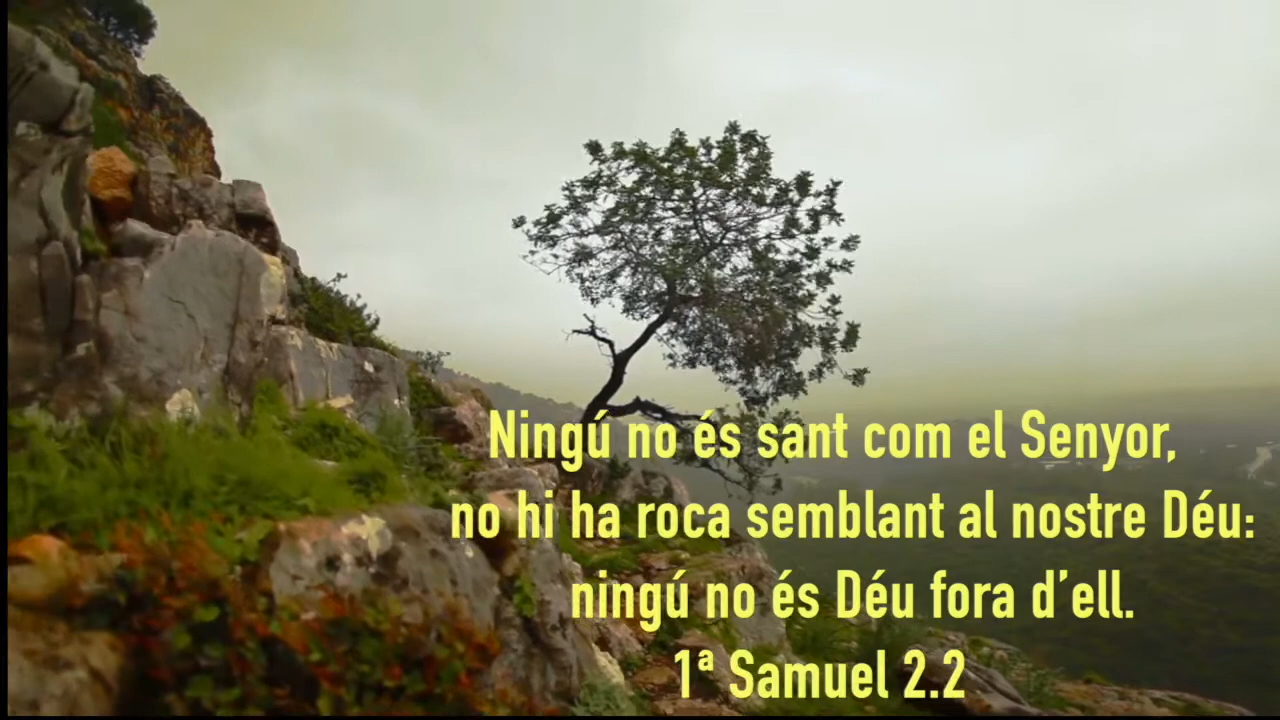 Ningú no és sant com el Senyor,
no hi ha roca semblant al nostre Déu:
ningú no és Déu fora d’ell.
1ª Samuel 2.2